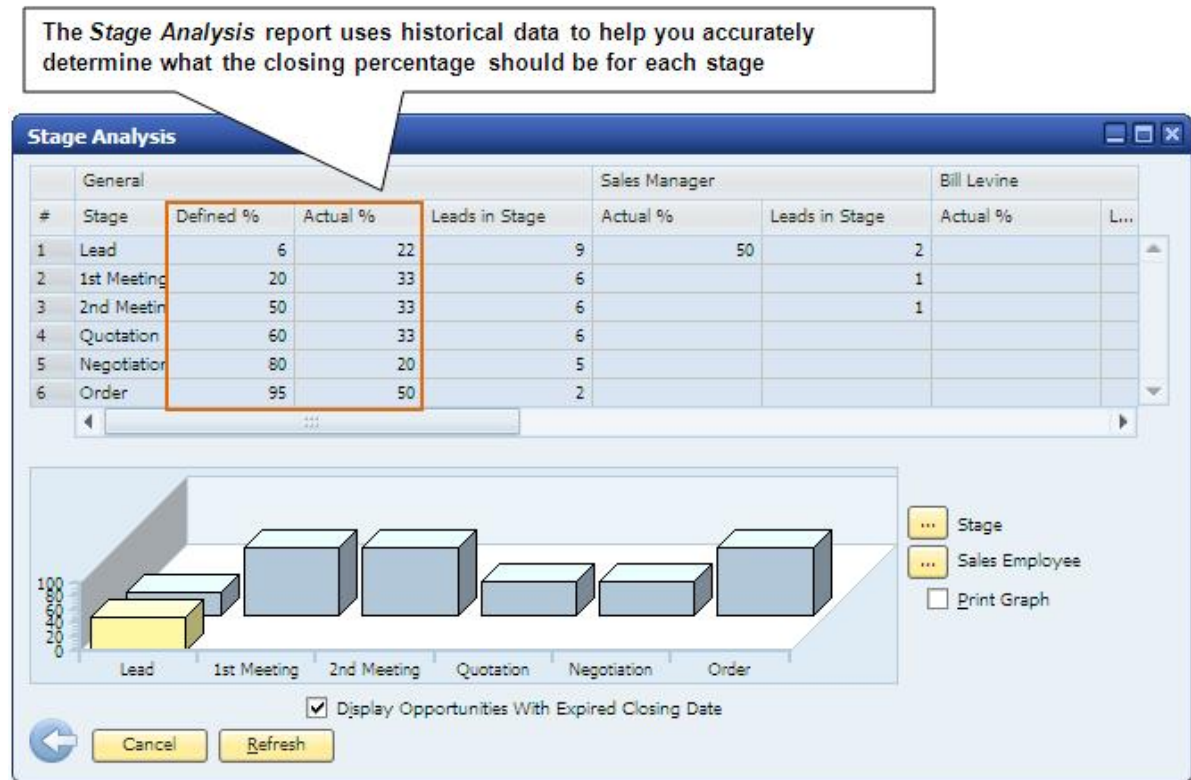 The Stage Analysis report uses historical data to help you accurately
determine what the closing percentage should be for each stage
Stage Analysis
General Sales Manager Bill Levine
# Stage Defined % Actual % Leads in Stage Actual % Leads in Stage Actual % L...
1 Lead 6 22 9 50 2
2 1st Meeting 20 33 6 1
3 2nd Meetin 50 33 6 1
4 Quotation 60 33 6
5 Negotiation 80 20 5
6 Order 95 50 2
... Stage
... Sales Employee
Print Graph
100
80
60
40
20
0
Lead 1st Meeting 2nd Meeting Quotation Negotiation Order
Display Opportunities With Expired Closing Date
Cancel Refresh